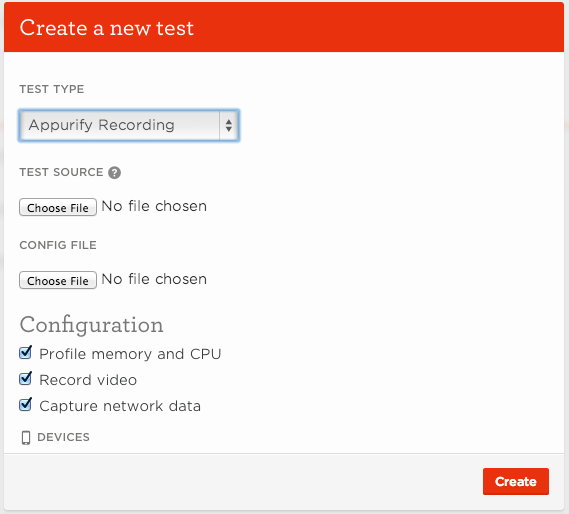 Create a new test
TEST TYPE
Appurify Recording
TEST SOURCE ?
Choose File No file chosen
CONFIG FILE
Choose File No file chosen
Configuration
Profile memory and CPU
Record video
Capture network data
DEVICES
Create